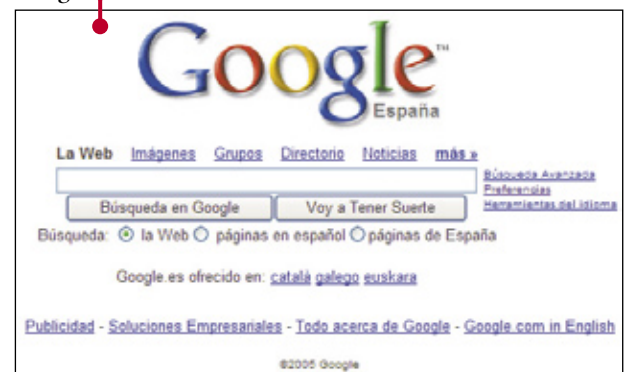 Google™
España
La Web Imágenes Grupos Directorio Noticias más »
Búsqueda Avanzada
Preferencias
Herramientas del idioma
Búsqueda en Google Voy a Tener Suerte
Búsqueda: la Web páginas en español páginas de España
Google.es ofrecido en: català galego euskara
Publicidad - Soluciones Empresariales - Todo acerca de Google - Google.com in English
©2005 Google